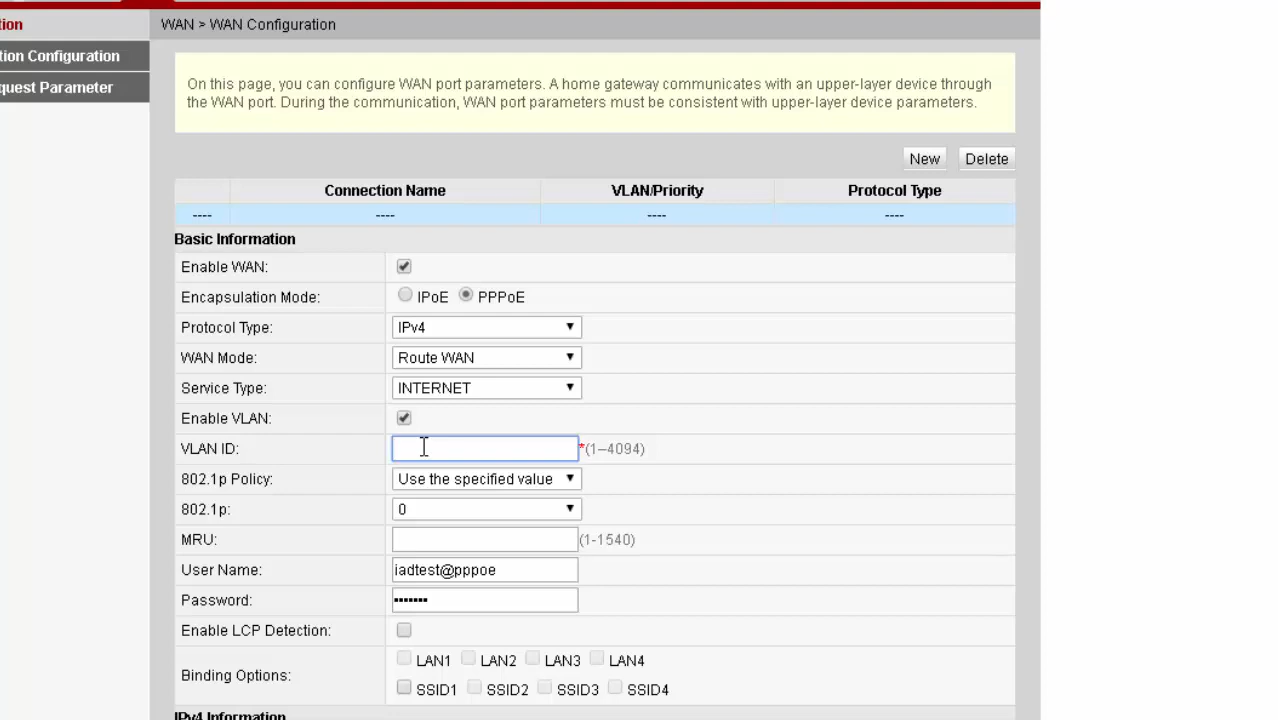 tion
WAN > WAN Configuration
tion Configuration
quest Parameter
On this page, you can configure WAN port parameters. A home gateway communicates with an upper-layer device through
the WAN port. During the communication, WAN port parameters must be consistent with upper-layer device parameters.
New Delete
Connection Name VLAN/Priority Protocol Type
---- ---- ---- ----
Basic Information
Enable WAN:
Encapsulation Mode: IPoE PPPoE
Protocol Type: IPv4
WAN Mode: Route WAN
Service Type: INTERNET
Enable VLAN:
VLAN ID: *(1–4094)
802.1p Policy: Use the specified value
802.1p: 0
MRU: (1-1540)
User Name: iadtest@pppoe
Password: •••••••
Enable LCP Detection:
Binding Options: LAN1 LAN2 LAN3 LAN4
SSID1 SSID2 SSID3 SSID4
IPv4 Information